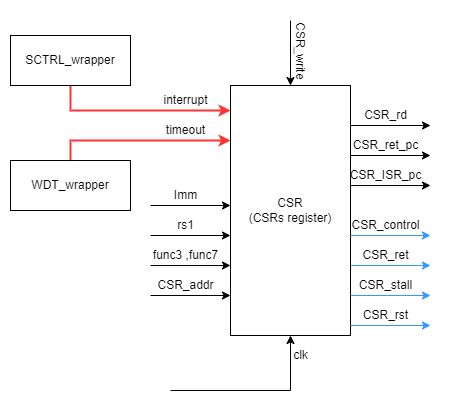 CSR_write
SCTRL_wrapper
interrupt
timeout
WDT_wrapper
Imm
rs1
func3 ,func7
CSR_addr
CSR
(CSRs register)
CSR_rd
CSR_ret_pc
CSR_ISR_pc
CSR_control
CSR_ret
CSR_stall
CSR_rst
clk